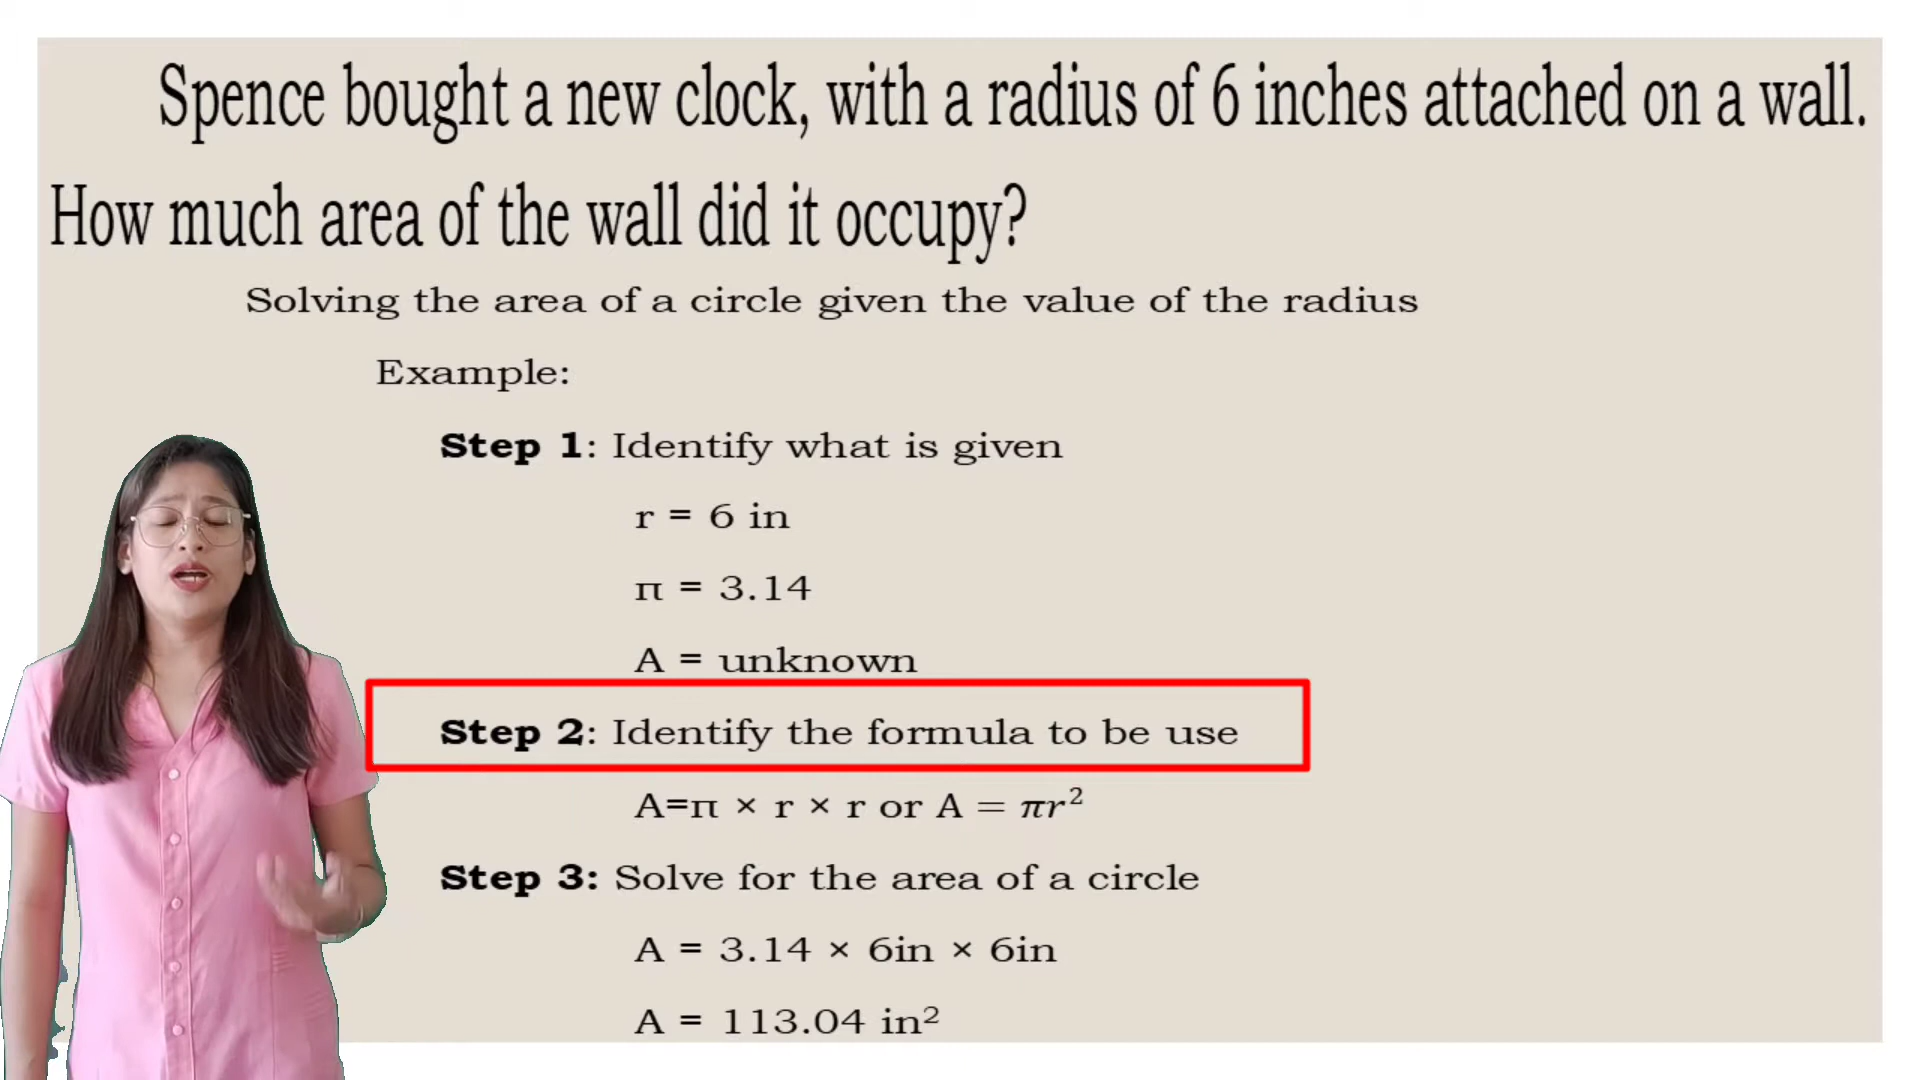 Spence bought a new clock, with a radius of 6 inches attached on a wall.
How much area of the wall did it occupy?
Solving the area of a circle given the value of the radius
Example:
Step 1: Identify what is given
r = 6 in
π = 3.14
A = unknown
Step 2: Identify the formula to be use
A=π × r × r or A = πr²
Step 3: Solve for the area of a circle
A = 3.14 × 6in × 6in
A = 113.04 in²